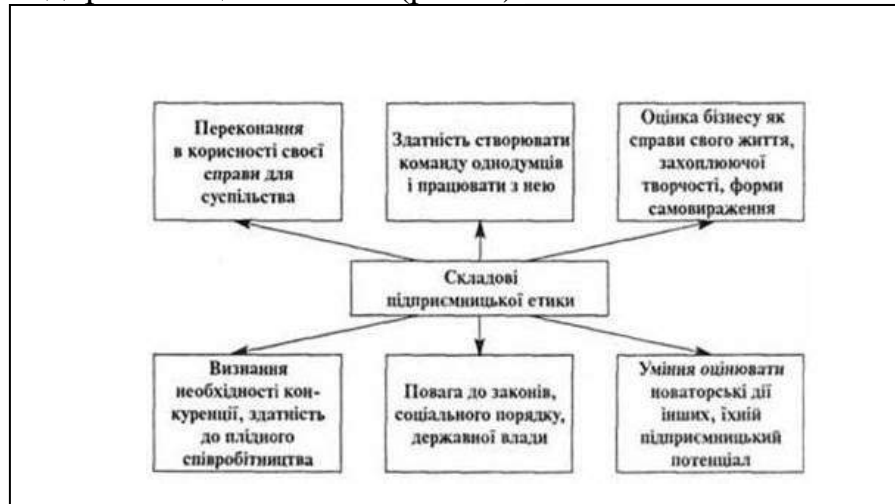 Переконання
в корисності своєї
справи для
суспільства
Здатність створювати
команду однодумців
і працювати з нею
Оцінка бізнесу як
справи свого життя,
захоплюючої
творчості, форми
самовираження
Складові
підприємницької етики
Визнання
необхідності кон-
куренції, здатність
до плідного
співробітництва
Повага до законів,
соціального порядку,
державної влади
Уміння оцінювати
новаторські дії
інших, їхній
підприємницький
потенціал